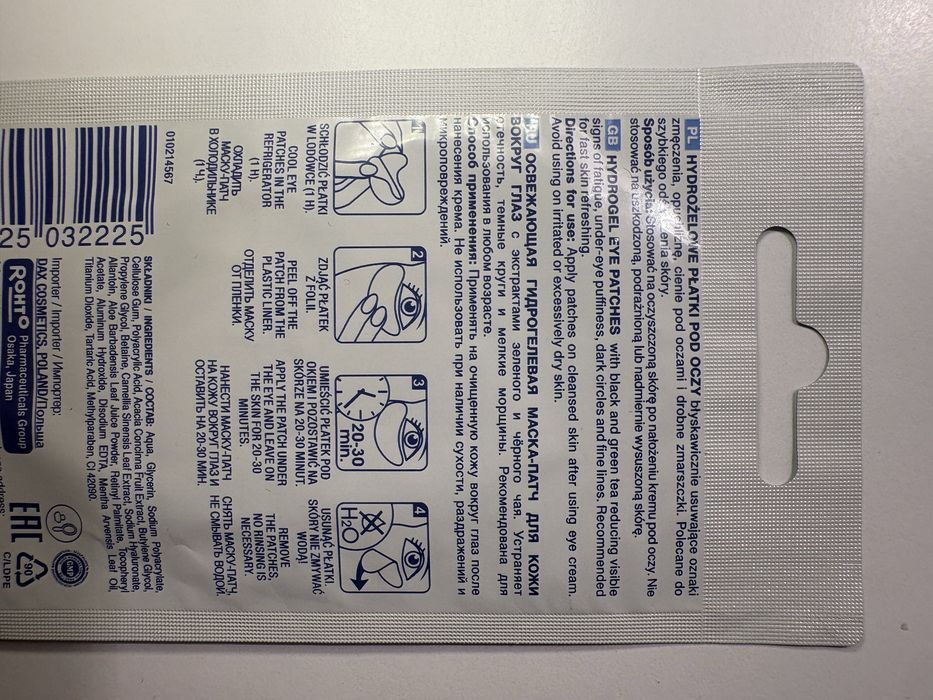 PL HYDROŻELOWE PŁATKI POD OCZY błyskawicznie usuwające oznaki
zmęczenia, opuchliznę, cienie pod oczami i drobne zmarszczki. Polecane do
szybkiego odświeżenia skóry.
Sposób użycia: Stosować na oczyszczoną skórę po nałożeniu kremu pod oczy. Nie
stosować na uszkodzoną, podrażnioną lub nadmiernie wysuszoną skórę.
GB HYDROGEL EYE PATCHES with black and green tea reducing visible
signs of fatigue, under-eye puffiness, dark circles and fine lines. Recommended
for fast skin refreshing.
Directions for use: Apply patches on cleansed skin after using eye cream.
Avoid using on irritated or excessively dry skin.
RU ОСВЕЖАЮЩАЯ ГИДРОГЕЛЕВАЯ МАСКА-ПАТЧ ДЛЯ КОЖИ
ВОКРУГ ГЛАЗ с экстрактами зеленого и чёрного чая. Устраняет
отечность, темные круги и мелкие морщины. Рекомендована для
использования в любом возрасте.
Способ применения: Применять на очищенную кожу вокруг глаз после
нанесения крема. Не использовать при наличии сухости, раздражений и
микроповреждений.
1
SCHŁODZIĆ PŁATKI
W LODÓWCE (1 H).
COOL EYE
PATCHES IN THE
REFRIGERATOR
(1 H).
ОХЛАДИТЬ
МАСКУ-ПАТЧ
В ХОЛОДИЛЬНИКЕ
(1 Ч.).
2
ZDJĄĆ PŁATEK
Z FOLII.
PEEL OFF THE
PATCH FROM THE
PLASTIC LINER.
ОТДЕЛИТЬ МАСКУ
ОТ ПЛЕНКИ.
3
20-30
min.
UMIEŚCIĆ PŁATEK POD
OKIEM I POZOSTAWIĆ NA
SKÓRZE NA 20-30 MINUT.
APPLY THE PATCH UNDER
THE EYE AND LEAVE ON
THE SKIN FOR 20-30
MINUTES.
НАНЕСТИ МАСКУ-ПАТЧ
НА КОЖУ ВОКРУГ ГЛАЗ И
ОСТАВИТЬ НА 20-30 МИН.
4
H₂O
USUNĄĆ PŁATKI.
SKÓRY NIE ZMYWAĆ
WODĄ!
REMOVE
THE PATCHES,
NO RINSING IS
NECESSARY.
СНЯТЬ МАСКУ-ПАТЧ,
НЕ СМЫВАТЬ ВОДОЙ.
010214567
25 032225
SKŁADNIKI / INGREDIENTS / СОСТАВ: Aqua, Glycerin, Sodium Polyacrylate,
Cellulose Gum, Polyacrylic Acid, Acacia Concinna Fruit Extract, Butylene Glycol,
Propylene Glycol, Betaine, Camellia Sinensis Leaf Extract, Sodium Hyaluronate,
Allantoin, Aloe Barbadensis Leaf Juice Powder, Retinyl Palmitate, Tocopheryl
Acetate, Aluminum Hydroxide, Disodium EDTA, Mentha Arvensis Leaf Oil,
Titanium Dioxide, Tartaric Acid, Methylparaben, CI 42090.
Importer / Importer / Импортер:
DAX COSMETICS, POLAND/Польша
ROHTO Pharmaceuticals Group
Osaka, Japan
EAC
90
C/LDPE
address: